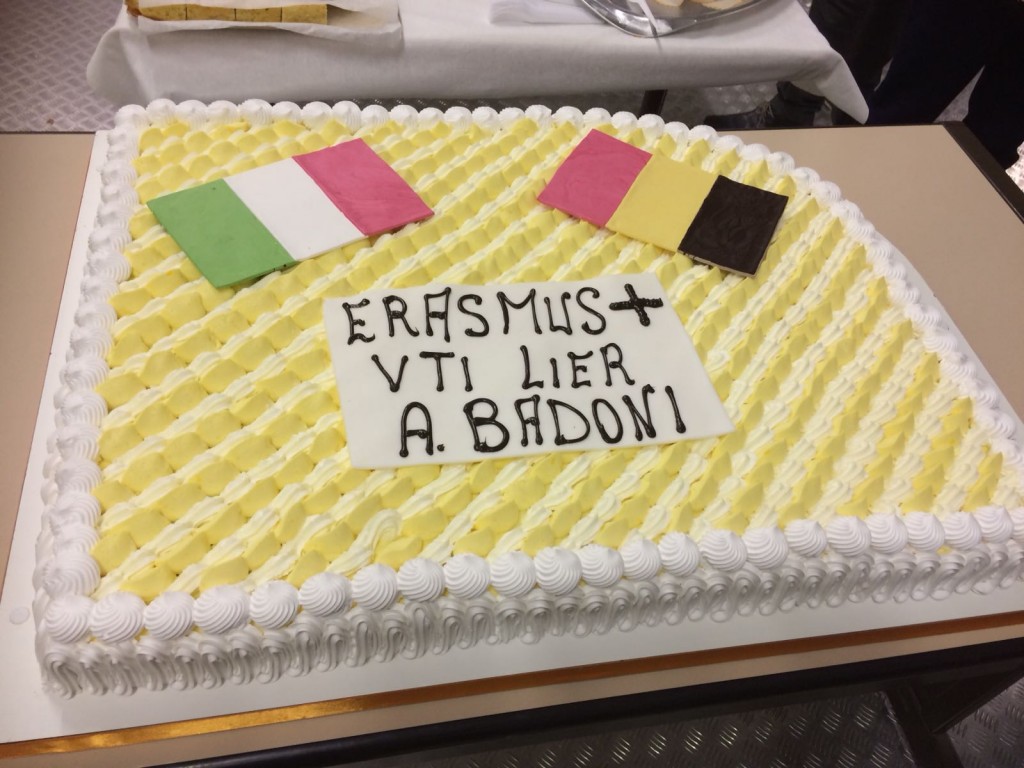 ERASMUS+
VTI LIER
A. BADONI